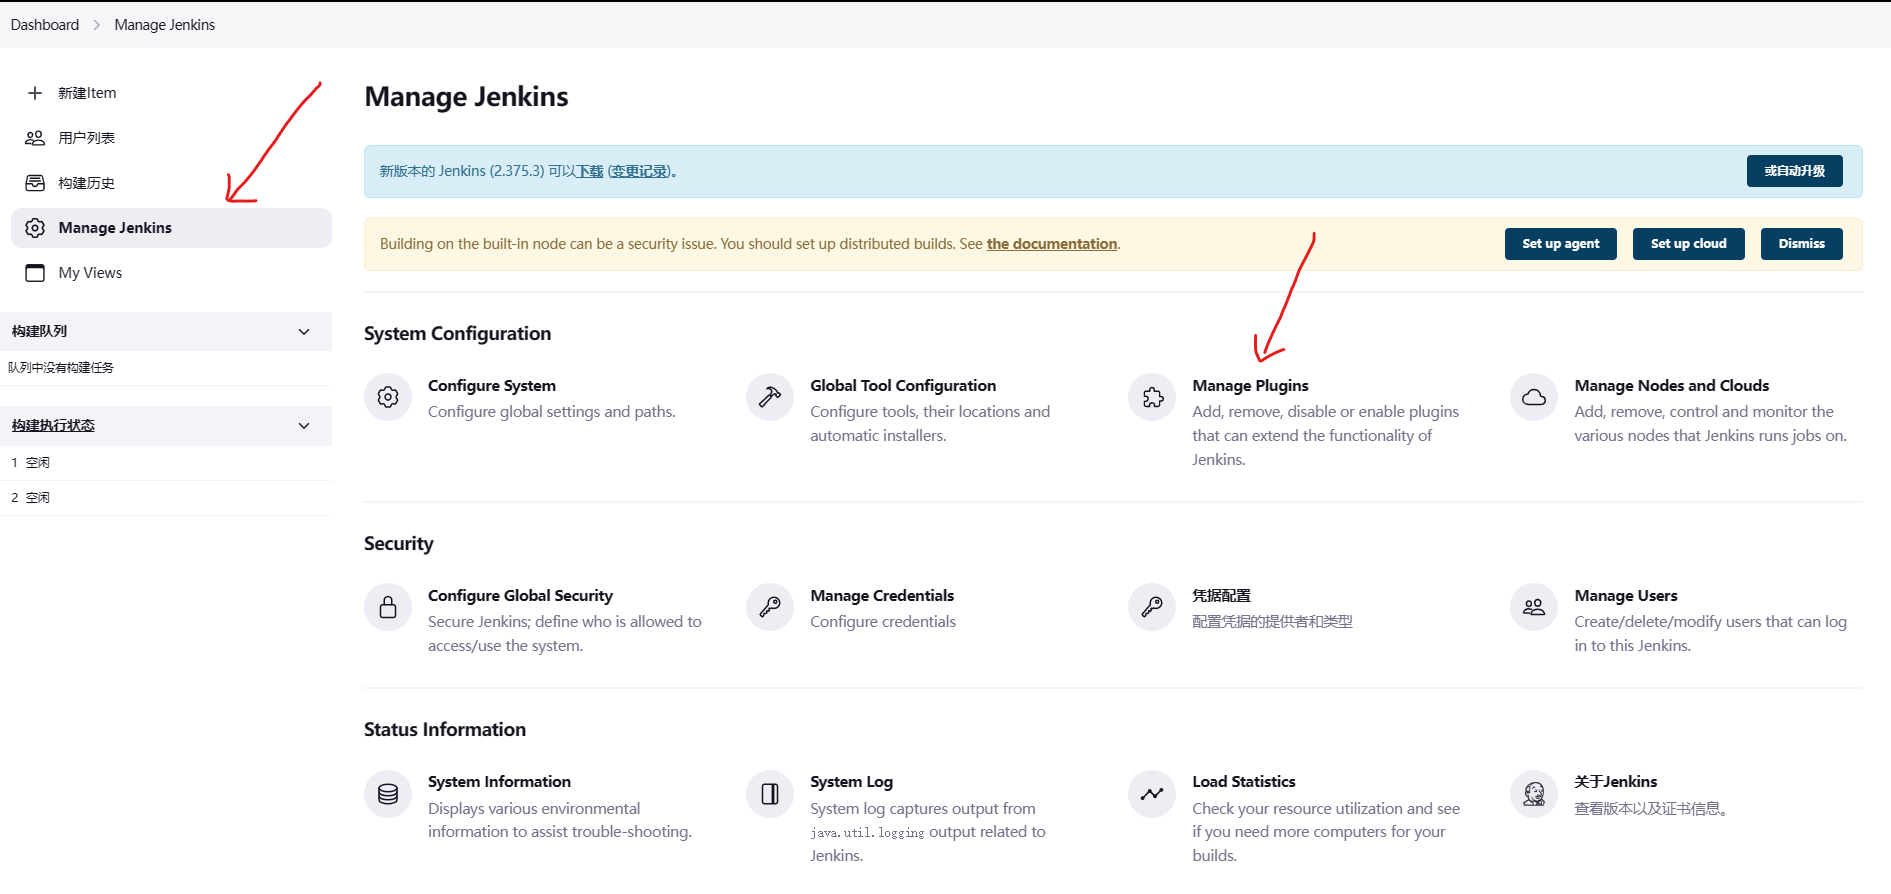 Dashboard > Manage Jenkins
新建Item
用户列表
构建历史
Manage Jenkins
My Views
构建队列
队列中没有构建任务
构建执行状态
1 空闲
2 空闲
Manage Jenkins
新版本的 Jenkins (2.375.3) 可以下载 (变更记录)。
或自动升级
Building on the built-in node can be a security issue. You should set up distributed builds. See the documentation.
Set up agent
Set up cloud
Dismiss
System Configuration
Configure System
Configure global settings and paths.
Global Tool Configuration
Configure tools, their locations and
automatic installers.
Manage Plugins
Add, remove, disable or enable plugins
that can extend the functionality of
Jenkins.
Manage Nodes and Clouds
Add, remove, control and monitor the
various nodes that Jenkins runs jobs on.
Security
Configure Global Security
Secure Jenkins; define who is allowed to
access/use the system.
Manage Credentials
Configure credentials
凭据配置
配置凭据的提供者和类型
Manage Users
Create/delete/modify users that can log
in to this Jenkins.
Status Information
System Information
Displays various environmental
information to assist trouble-shooting.
System Log
System log captures output from
java.util.logging output related to
Jenkins.
Load Statistics
Check your resource utilization and see
if you need more computers for your
builds.
关于Jenkins
查看版本以及证书信息。